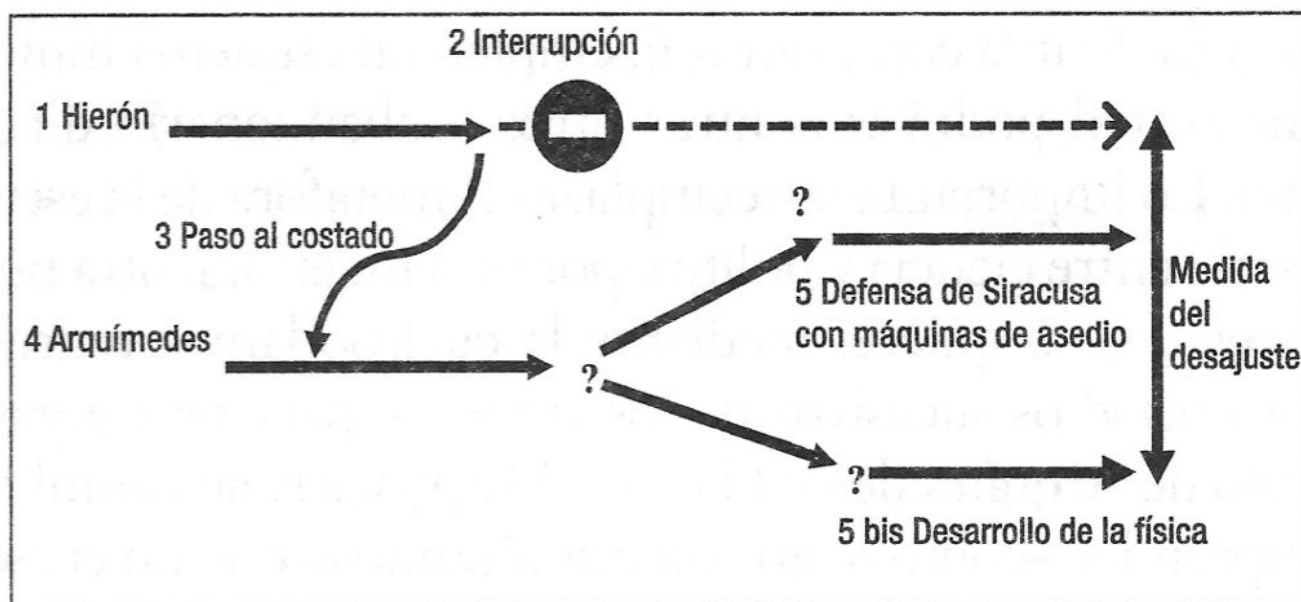 2 Interrupción
1 Hierón
?
3 Paso al costado
5 Defensa de Siracusa
con máquinas de asedio
Medida
del
desajuste
4 Arquímedes
?
?
5 bis Desarrollo de la física